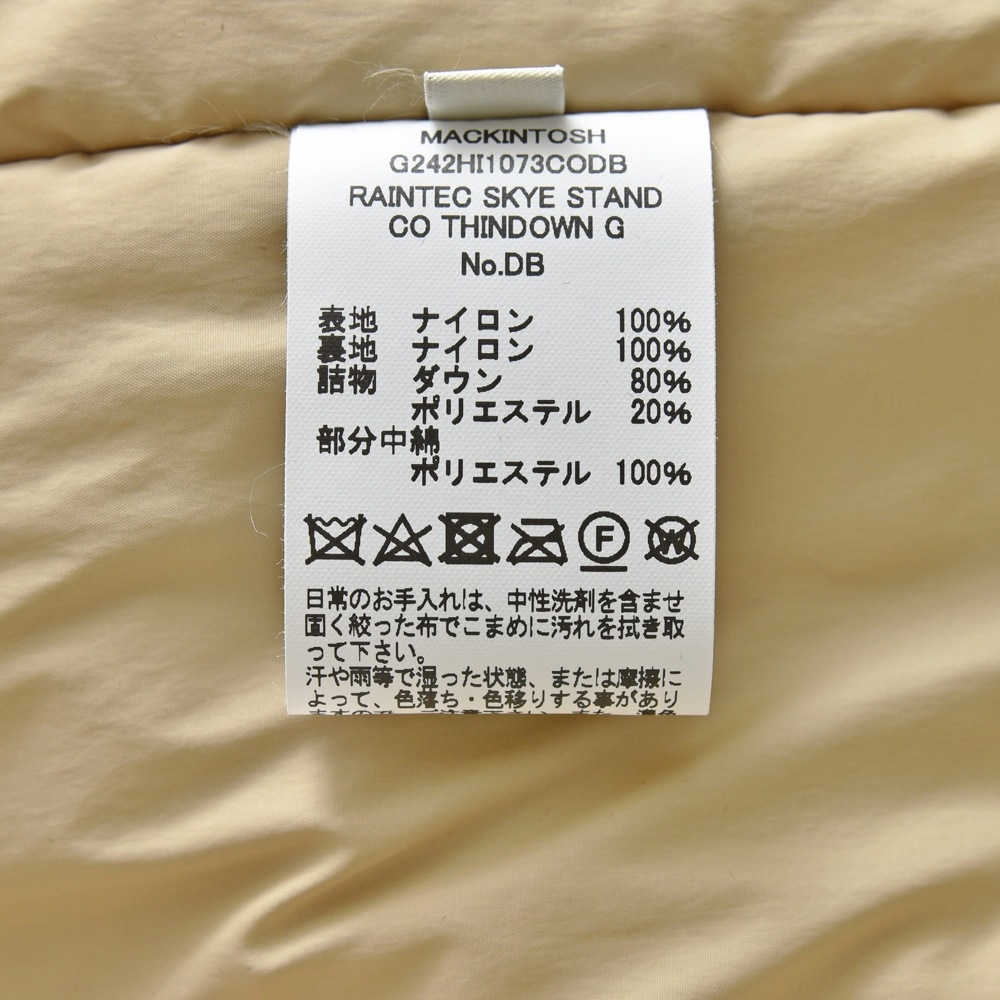 MACKINTOSH
G242HI1073CODB
RAINTEC SKYE STAND
CO THINDOWN G
No.DB
表地 ナイロン 100%
裏地 ナイロン 100%
詰物 ダウン 80%
ポリエステル 20%
部分中綿
ポリエステル 100%
F W
日常のお手入れは、中性洗剤を含ませ
固く絞った布でこまめに汚れを拭き取
って下さい。
汗や雨等で湿った状態、または摩擦に
よって、色落ち・色移りする事があり